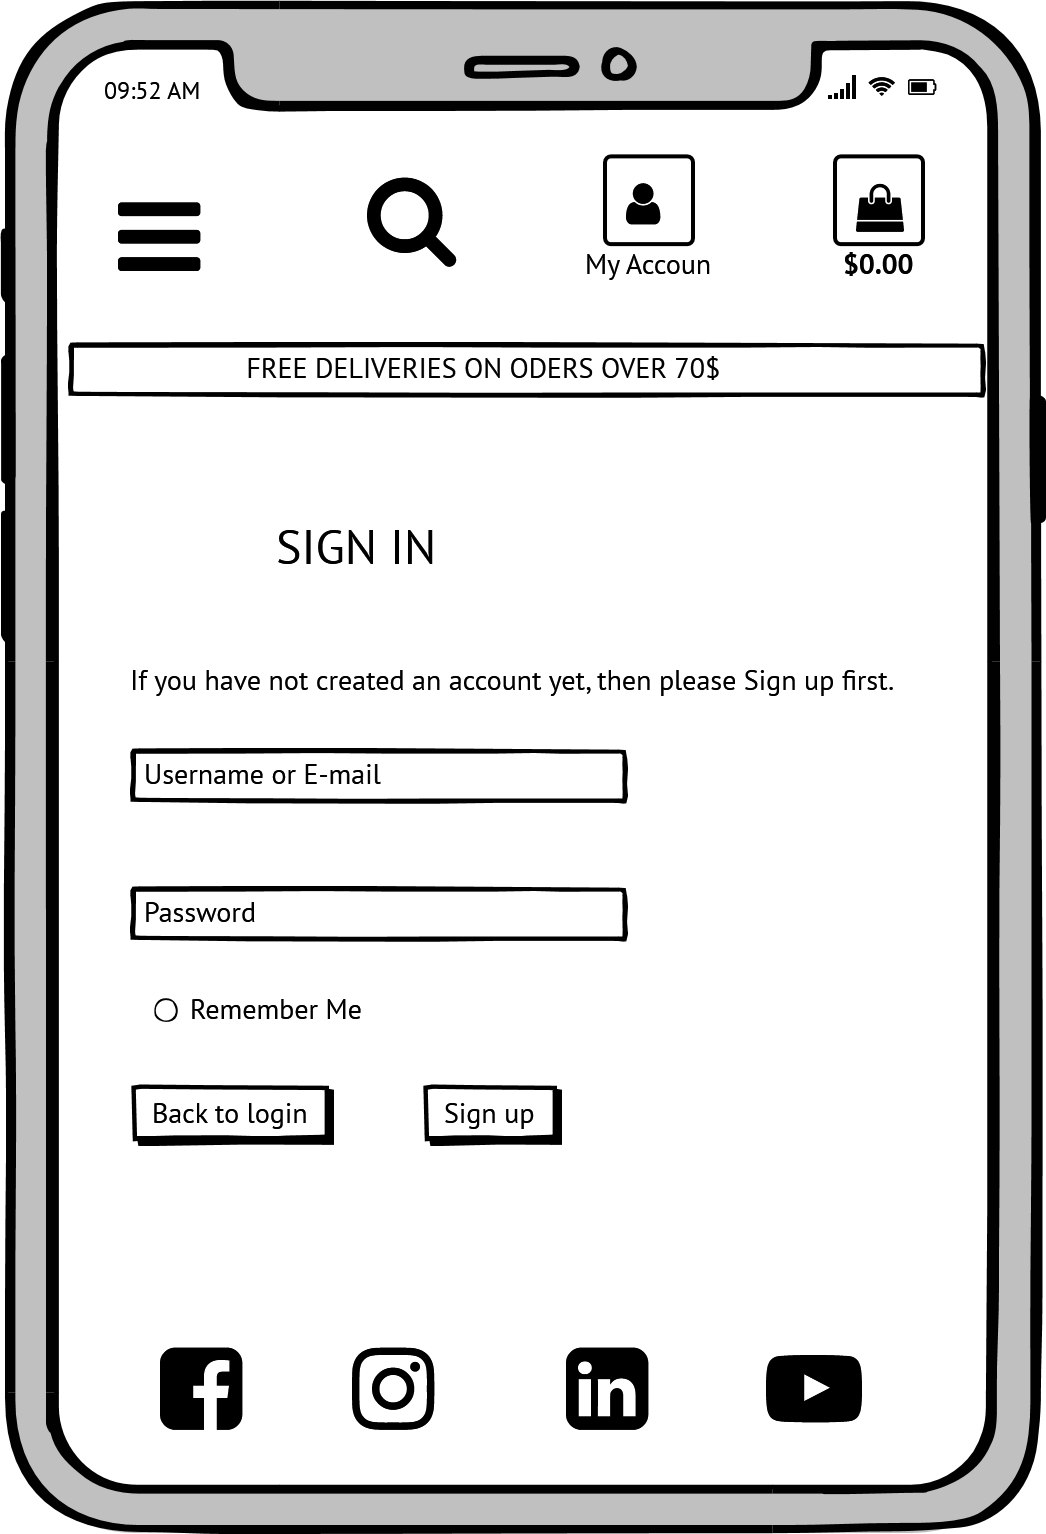 09:52 AM
My Accoun
$0.00
FREE DELIVERIES ON ODERS OVER 70$
SIGN IN
If you have not created an account yet, then please Sign up first.
Username or E-mail
Password
Remember Me
Back to login
Sign up